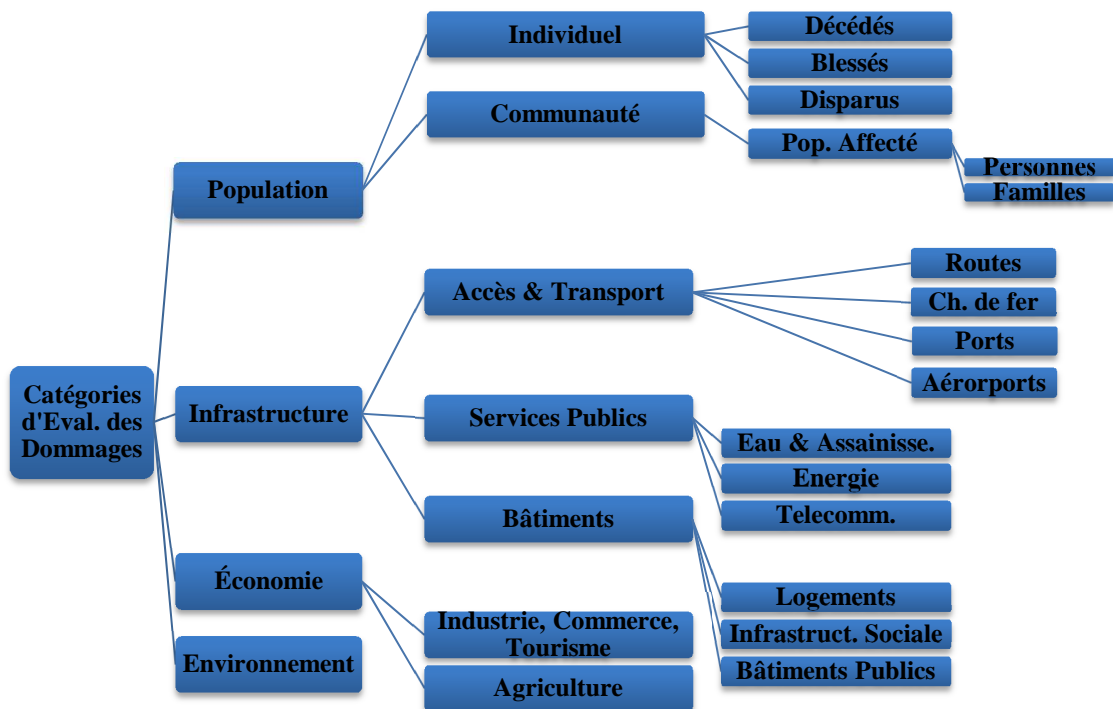 Catégories
d'Eval. des
Dommages
Population
Individuel
Décédés
Blessés
Disparus
Communauté
Pop. Affecté
Personnes
Familles
Infrastructure
Accès & Transport
Routes
Ch. de fer
Ports
Aérorports
Services Publics
Eau & Assainisse.
Energie
Telecomm.
Bâtiments
Logements
Infrastruct. Sociale
Bâtiments Publics
Économie
Industrie, Commerce,
Tourisme
Agriculture
Environnement